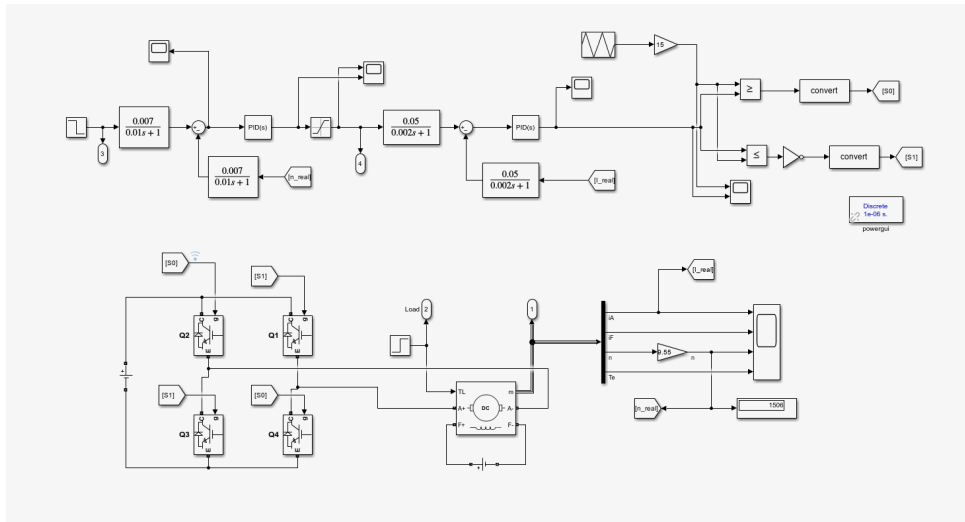 15
≥
convert
[S0]
0.007
0.01s + 1
PID(s)
0.05
0.002s + 1
PID(s)
3
4
0.007
0.01s + 1
[n_real]
0.05
0.002s + 1
[I_real]
≤
convert
[S1]
Discrete
1e-06 s.
powergui
[S0]
[S1]
[I_real]
Load
2
1
g
C
E
Q2
g
C
E
Q1
iA
iF
n
9.55
n
Te
[S1]
[S0]
TL
m
A+
DC
A-
F+
F-
[n_real]
1506
g
C
E
Q3
g
C
E
Q4